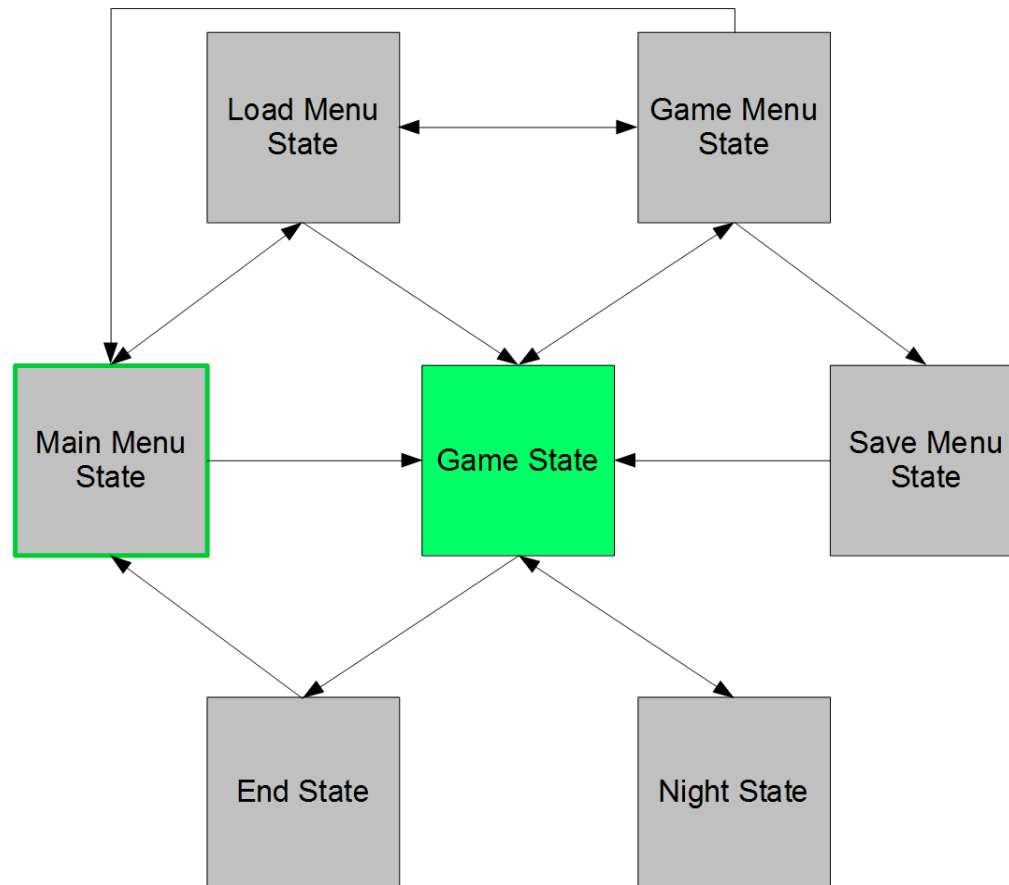 Load Menu
State
Game Menu
State
Main Menu
State
Game State
Save Menu
State
End State
Night State